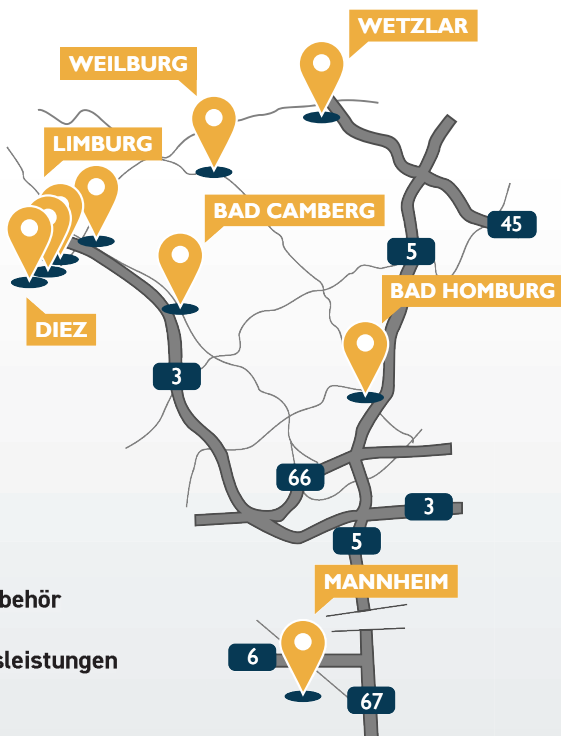 WETZLAR
WEILBURG
LIMBURG
BAD CAMBERG
45
5
BAD HOMBURG
DIEZ
3
66
3
5
behör
MANNHEIM
sleistungen
6
67